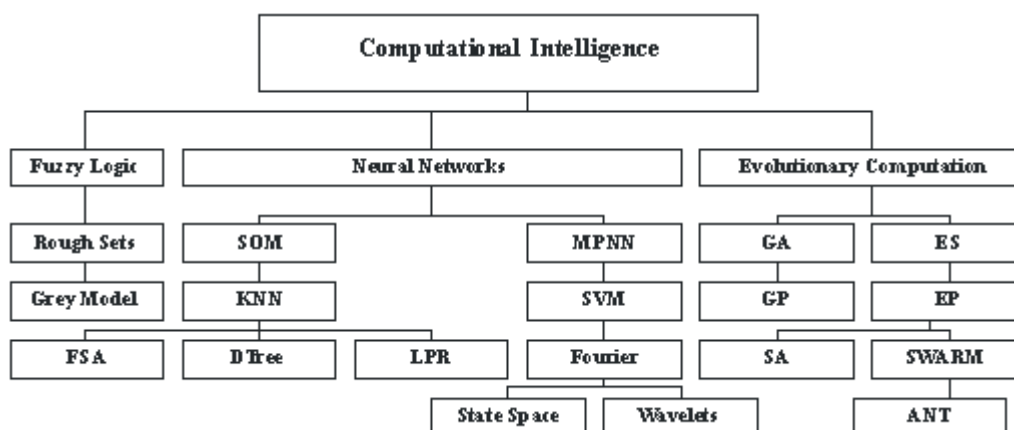 Computational Intelligence
Fuzzy Logic
Neural Networks
Evolutionary Computation
Rough Sets
SOM
MPNN
GA
ES
Grey Model
KNN
SVM
GP
EP
FSA
DTree
LPR
Fourier
SA
SWARM
State Space
Wavelets
ANT